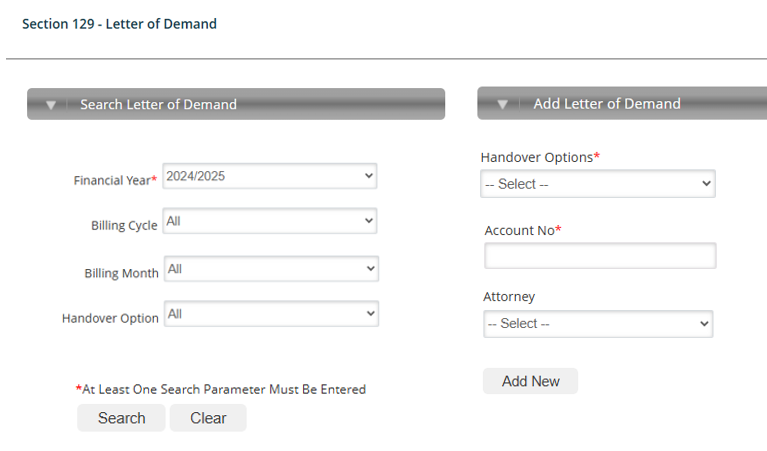 Section 129 - Letter of Demand
Search Letter of Demand
Financial Year* 2024/2025
Billing Cycle All
Billing Month All
Handover Option All
*At Least One Search Parameter Must Be Entered
Search Clear
Add Letter of Demand
Handover Options*
-- Select --
Account No*
Attorney
-- Select --
Add New